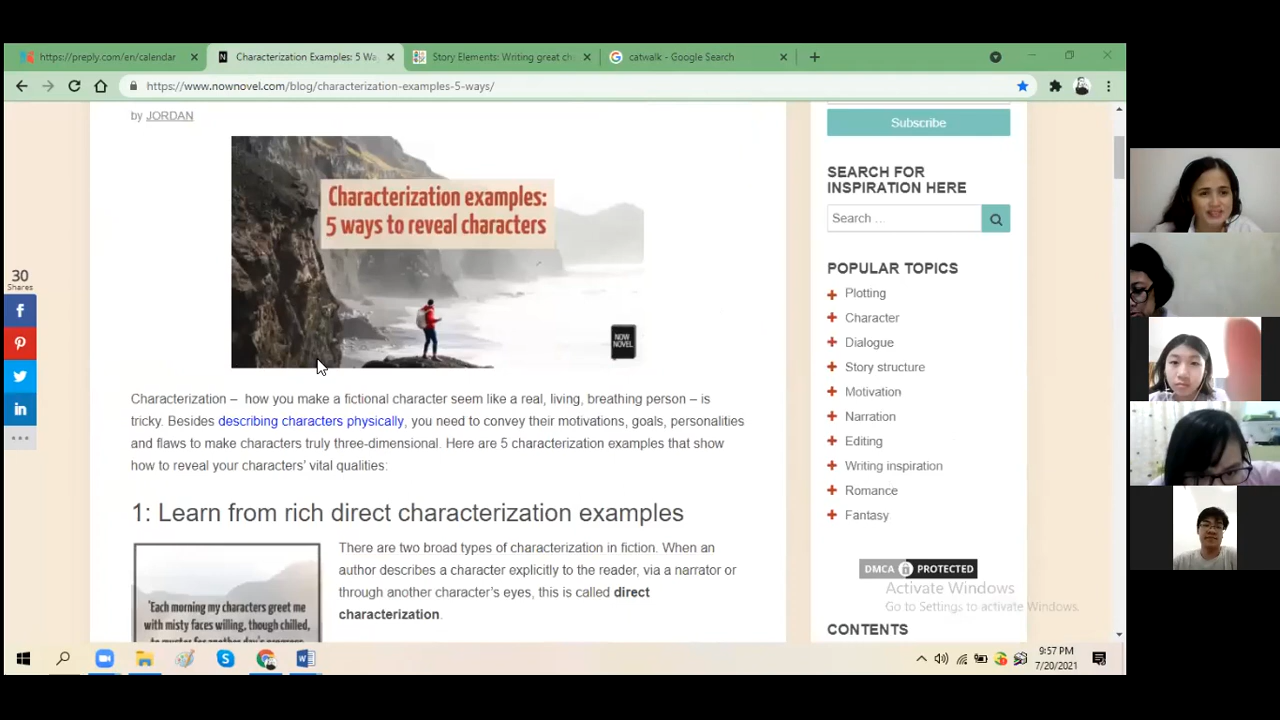 https://preply.com/en/calendar
Characterization Examples: 5 Wa
Story Elements: Writing great ch
catwalk - Google Search
https://www.nownovel.com/blog/characterization-examples-5-ways/
by JORDAN
Characterization examples:
5 ways to reveal characters
NOW
NOVEL
30
Shares
Characterization – how you make a fictional character seem like a real, living, breathing person – is
tricky. Besides describing characters physically, you need to convey their motivations, goals, personalities
and flaws to make characters truly three-dimensional. Here are 5 characterization examples that show
how to reveal your characters' vital qualities:
1: Learn from rich direct characterization examples
'Each morning my characters greet me
with misty faces willing, though chilled,
to muster for another day's progress
There are two broad types of characterization in fiction. When an
author describes a character explicitly to the reader, via a narrator or
through another character's eyes, this is called direct
characterization.
Subscribe
SEARCH FOR
INSPIRATION HERE
Search …
POPULAR TOPICS
Plotting
Character
Dialogue
Story structure
Motivation
Narration
Editing
Writing inspiration
Romance
Fantasy
DMCA PROTECTED
Activate Windows
Go to Settings to activate Windows.
CONTENTS
9:57 PM
7/20/2021